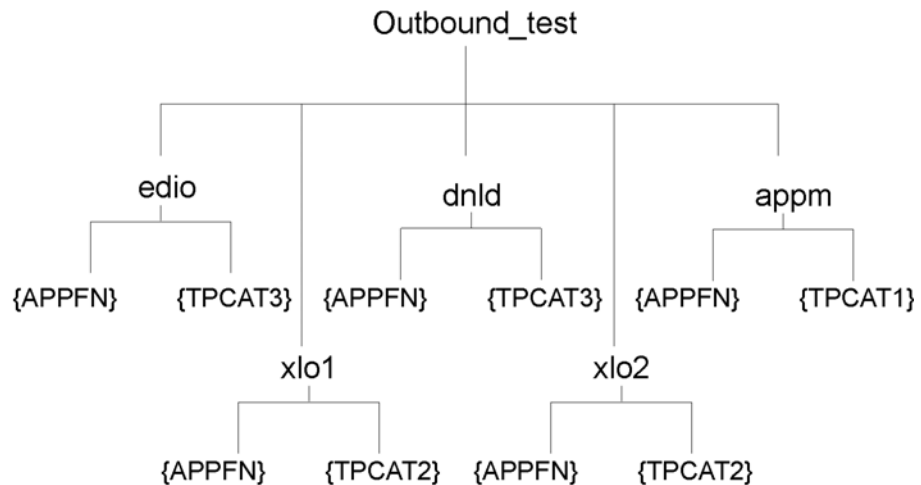 Outbound_test
edio dnld appm
{APPFN} {TPCAT3} {APPFN} {TPCAT3} {APPFN} {TPCAT1}
xlo1 xlo2
{APPFN} {TPCAT2} {APPFN} {TPCAT2}